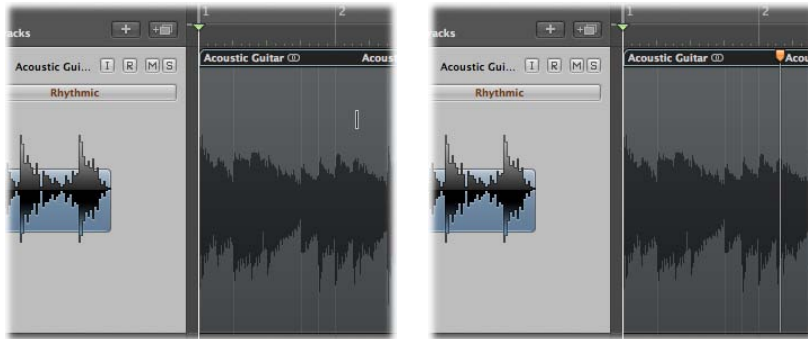 1 2
acks
Acoustic Gui... I R M S
Acoustic Guitar Acous
Rhythmic
1 2
acks
Acoustic Gui... I R M S
Acoustic Guitar Acou
Rhythmic